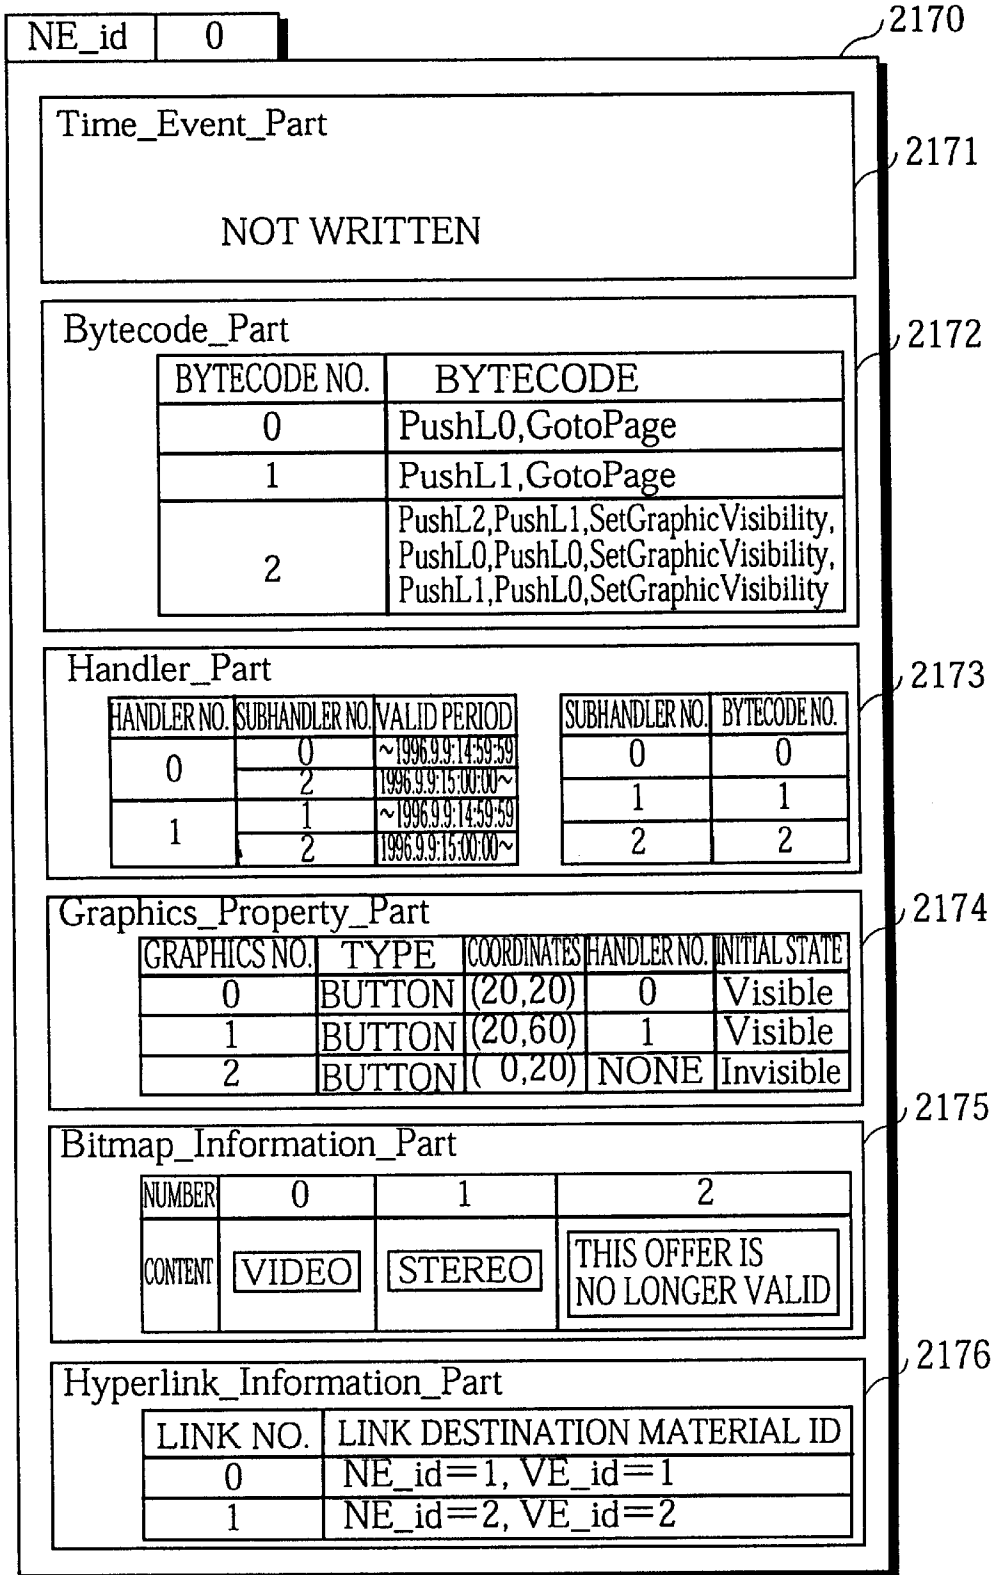 NE_id 0
2170
Time_Event_Part
2171
NOT WRITTEN
Bytecode_Part
2172
BYTECODE NO. BYTECODE
0 PushL0,GotoPage
1 PushL1,GotoPage
2 PushL2,PushL1,SetGraphicVisibility,
PushL0,PushL0,SetGraphicVisibility,
PushL1,PushL0,SetGraphicVisibility
Handler_Part
2173
HANDLER NO. SUBHANDLER NO. VALID PERIOD SUBHANDLER NO. BYTECODE NO.
0 0 ~1996.9.9:14:59:59 0 0
2 1996.9.9:15:00:00~
1 1
1 1 ~1996.9.9:14:59:59
2 1996.9.9:15:00:00~ 2 2
Graphics_Property_Part
2174
GRAPHICS NO. TYPE COORDINATES HANDLER NO. INITIAL STATE
0 BUTTON (20,20) 0 Visible
1 BUTTON (20,60) 1 Visible
2 BUTTON ( 0,20) NONE Invisible
2175
Bitmap_Information_Part
NUMBER 0 1 2
CONTENT VIDEO STEREO THIS OFFER IS
NO LONGER VALID
2176
Hyperlink_Information_Part
LINK NO. LINK DESTINATION MATERIAL ID
0 NE_id=1, VE_id=1
1 NE_id=2, VE_id=2